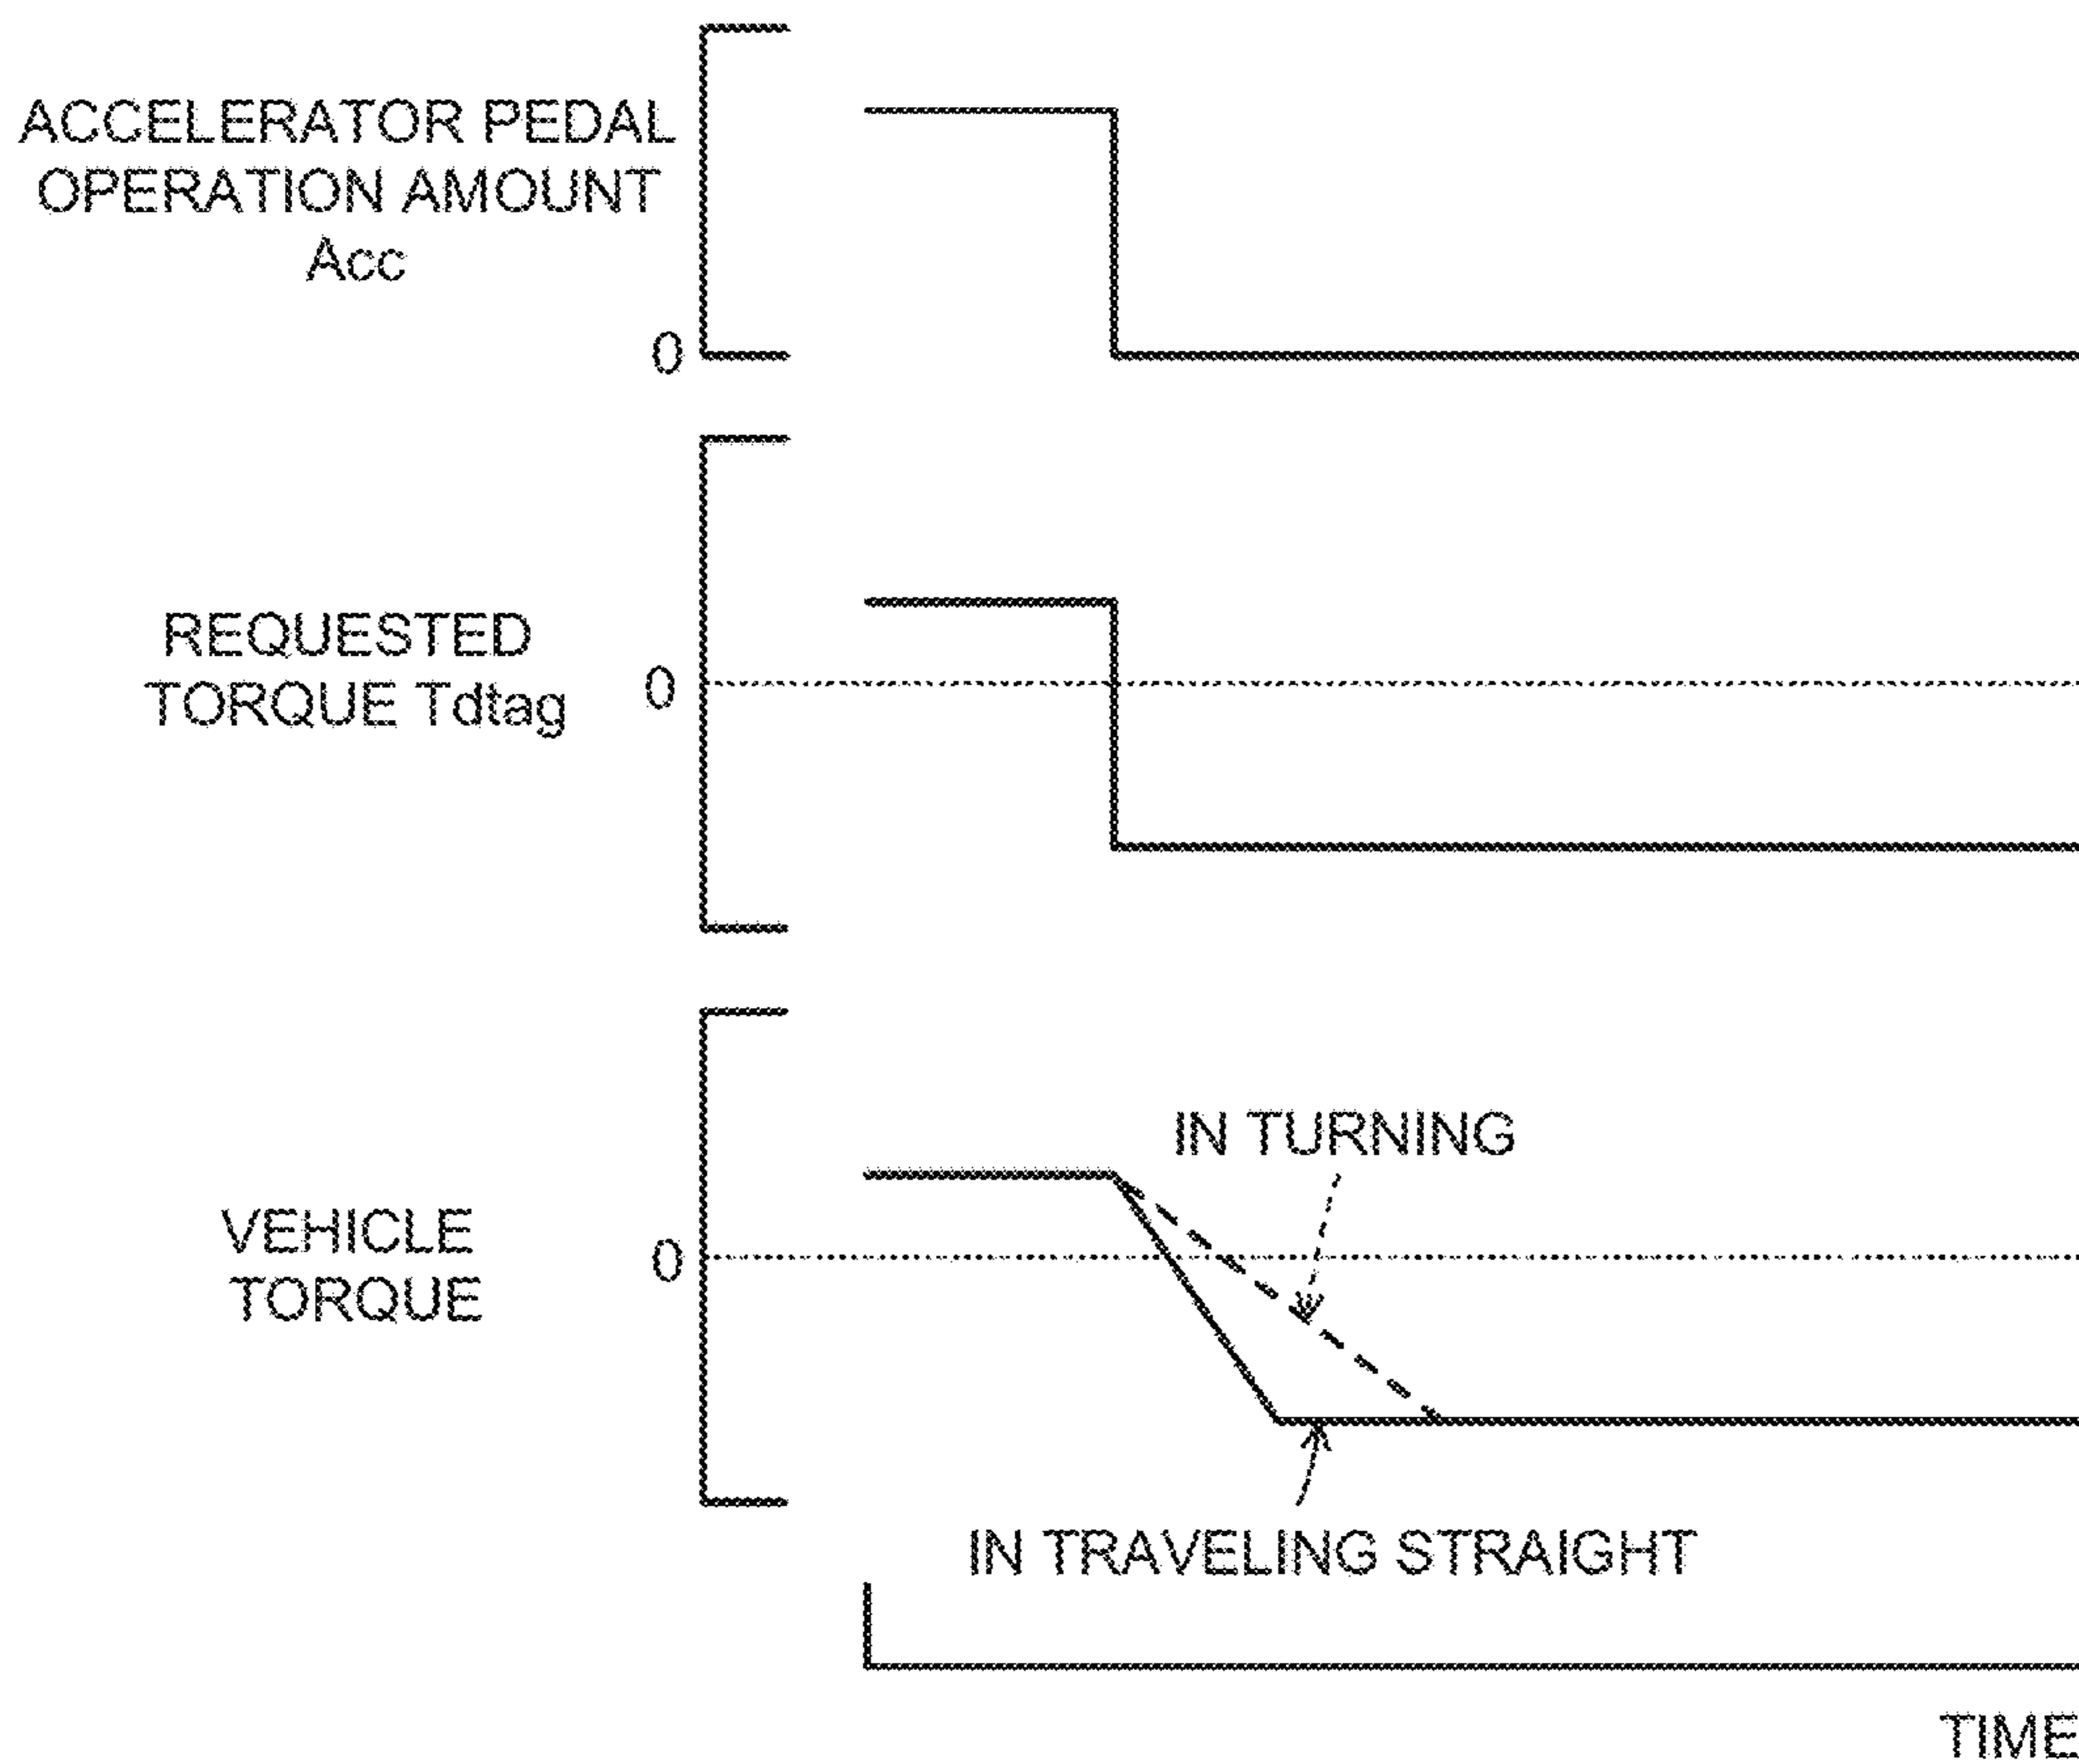 ACCELERATOR PEDAL
OPERATION AMOUNT
Acc
0
REQUESTED
TORQUE Tdtag
0
IN TURNING
VEHICLE
TORQUE
0
IN TRAVELING STRAIGHT
TIME